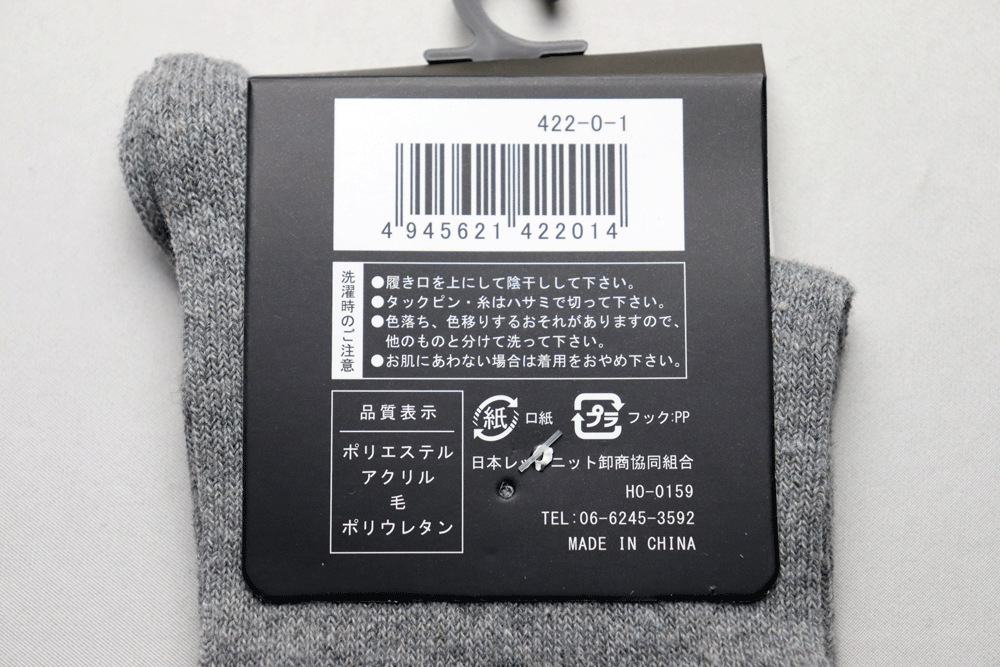 422-0-1
4 945621 422014
洗濯時のご注意
●履き口を上にして陰干しして下さい。
●タックピン・糸はハサミで切って下さい。
●色落ち、色移りするおそれがありますので、
他のものと分けて洗って下さい。
●お肌にあわない場合は着用をおやめ下さい。
品質表示
ポリエステル
アクリル
毛
ポリウレタン
紙 口紙 プラ フック:PP
日本レッ ニット卸商協同組合
HO-0159
TEL:06-6245-3592
MADE IN CHINA